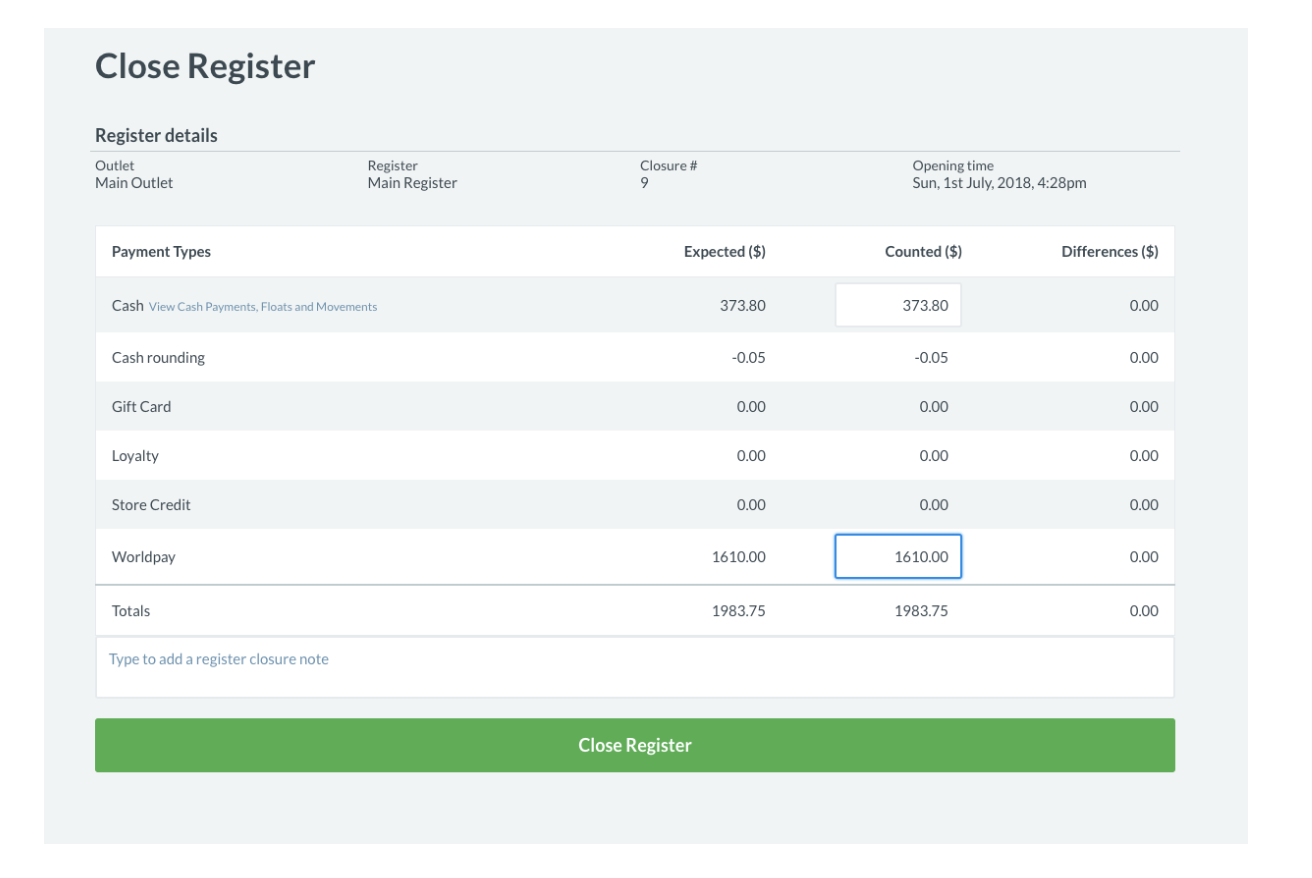 Close Register
Register details
Outlet Register Closure # Opening time
Main Outlet Main Register 9 Sun, 1st July, 2018, 4:28pm
Payment Types Expected ($) Counted ($) Differences ($)
Cash View Cash Payments, Floats and Movements 373.80 373.80 0.00
Cash rounding -0.05 -0.05 0.00
Gift Card 0.00 0.00 0.00
Loyalty 0.00 0.00 0.00
Store Credit 0.00 0.00 0.00
Worldpay 1610.00 1610.00 0.00
Totals 1983.75 1983.75 0.00
Type to add a register closure note
Close Register